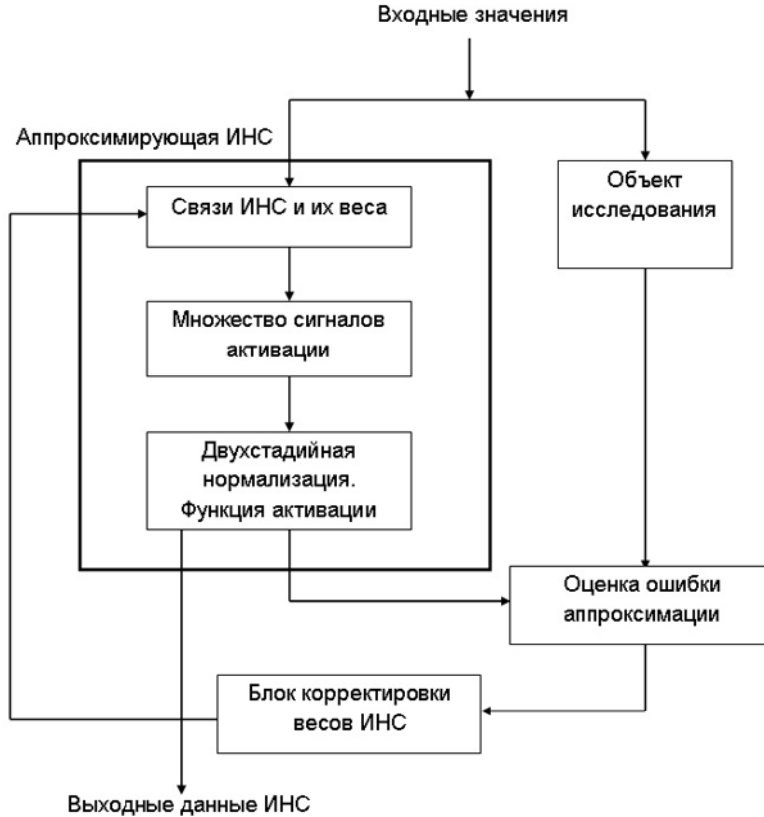 Входные значения
Аппроксимирующая ИНС
Связи ИНС и их веса
Объект
исследования
Множество сигналов
активации
Двухстадийная
нормализация.
Функция активации
Оценка ошибки
аппроксимации
Блок корректировки
весов ИНС
Выходные данные ИНС